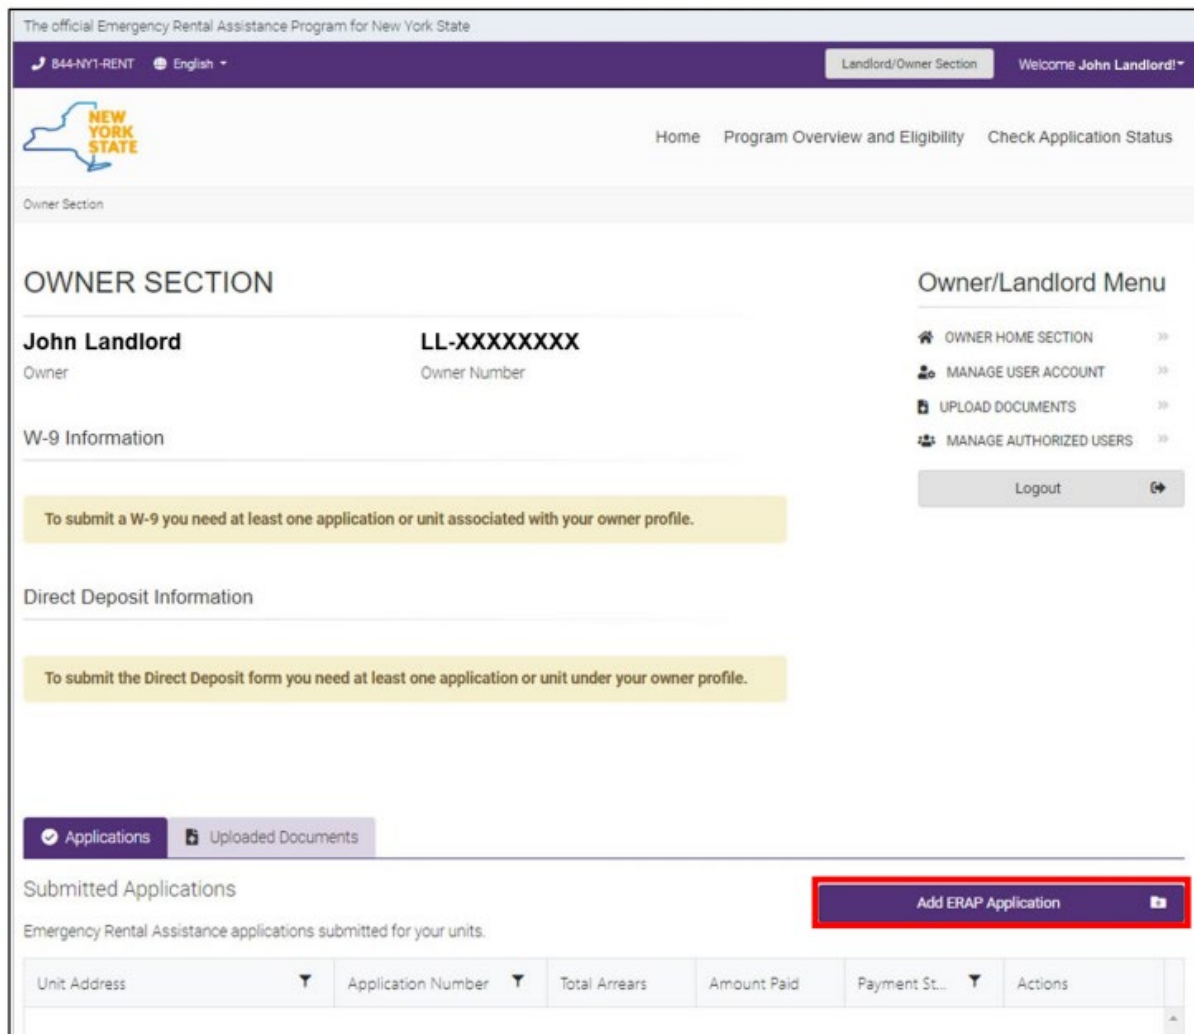 The official Emergency Rental Assistance Program for New York State
844-NY1-RENT English Landlord/Owner Section Welcome John Landlord!
NEW
YORK
STATE
Home Program Overview and Eligibility Check Application Status
Owner Section
OWNER SECTION
Owner/Landlord Menu
John Landlord LL-XXXXXXXX
Owner Owner Number
OWNER HOME SECTION
MANAGE USER ACCOUNT
UPLOAD DOCUMENTS
MANAGE AUTHORIZED USERS
Logout
W-9 Information
To submit a W-9 you need at least one application or unit associated with your owner profile.
Direct Deposit Information
To submit the Direct Deposit form you need at least one application or unit under your owner profile.
Applications Uploaded Documents
Submitted Applications
Add ERAP Application
Emergency Rental Assistance applications submitted for your units.
Unit Address Application Number Total Arrears Amount Paid Payment St... Actions